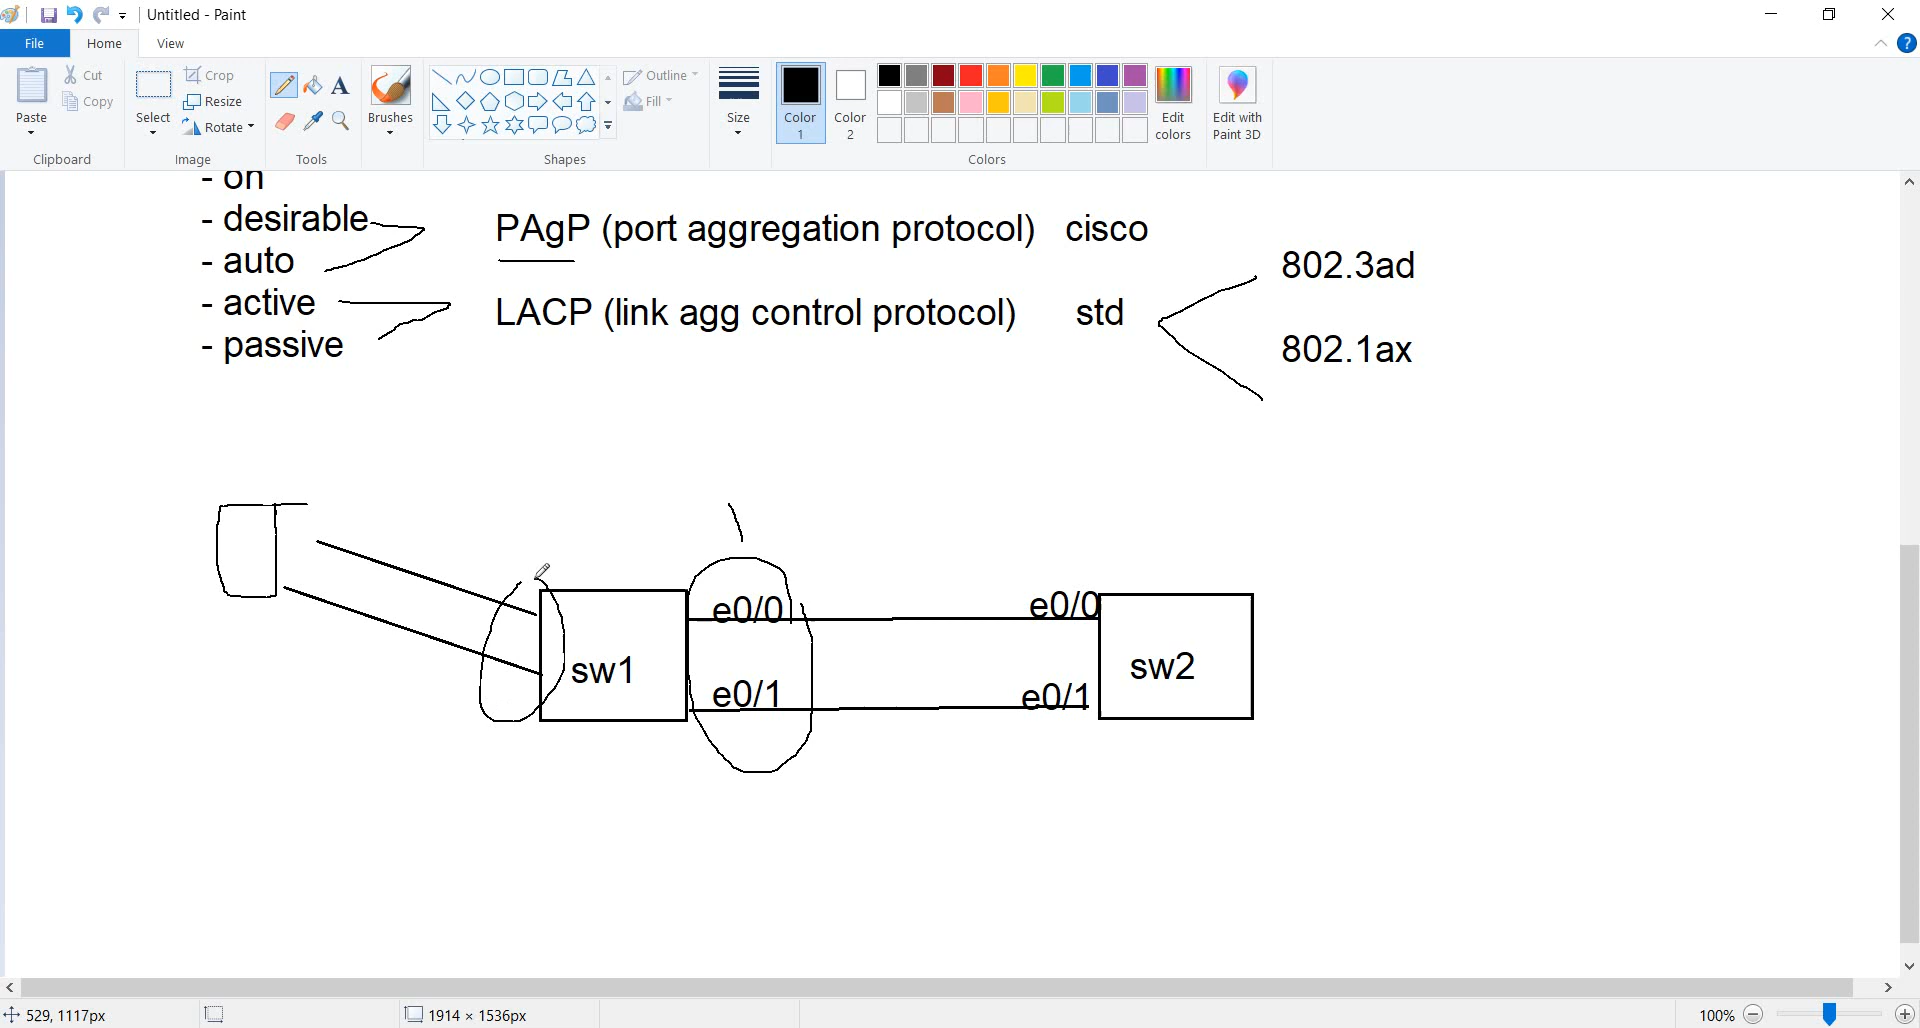 Untitled - Paint
File Home View
Paste
Cut
Copy
Clipboard
Select
Crop
Resize
Rotate
Image
A
Tools
Brushes
Shapes
Outline
Fill
Size
Color 1
Color 2
Edit colors
Colors
Edit with Paint 3D
?
- on
- desirable
- auto
- active
- passive
PAgP (port aggregation protocol) cisco
LACP (link agg control protocol) std
802.3ad
802.1ax
e0/0
e0/0
sw1
sw2
e0/1
e0/1
529, 1117px
1914 × 1536px
100%